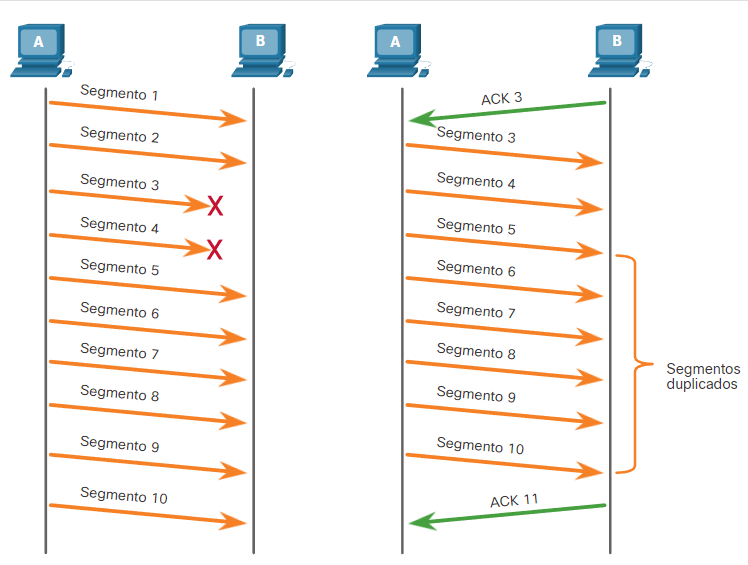 A
B
Segmento 1
Segmento 2
Segmento 3
X
Segmento 4
X
Segmento 5
Segmento 6
Segmento 7
Segmento 8
Segmento 9
Segmento 10
A
B
ACK 3
Segmento 3
Segmento 4
Segmento 5
Segmento 6
Segmento 7
Segmento 8
Segmento 9
Segmento 10
ACK 11
Segmentos
duplicados